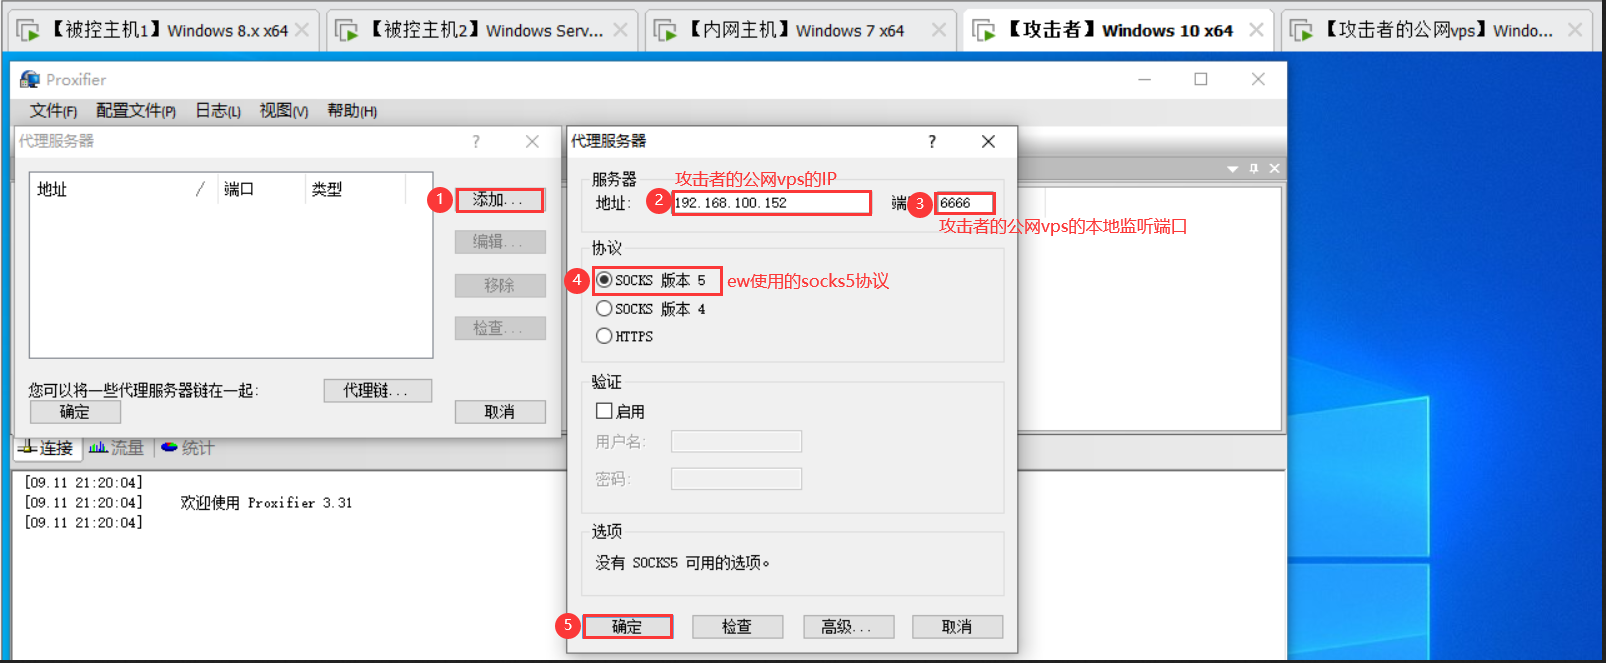 【被控主机1】Windows 8.x x64
【被控主机2】Windows Serv...
【内网主机】Windows 7 x64
【攻击者】Windows 10 x64
【攻击者的公网vps】Windo...
Proxifier
文件(F) 配置文件(P) 日志(L) 视图(V) 帮助(H)
代理服务器 ?
地址 / 端口 类型
1 添加...
编辑...
移除
检查...
您可以将一些代理服务器链在一起: 代理链...
确定 取消
代理服务器 ?
服务器 攻击者的公网vps的IP
地址: 2 192.168.100.152 端 3 6666
攻击者的公网vps的本地监听端口
协议
4 SOCKS 版本 5 ew使用的socks5协议
SOCKS 版本 4
HTTPS
验证
启用
用户名:
密码:
选项
没有 SOCKS5 可用的选项。
5 确定 检查 高级... 取消
连接 流量 统计
[09.11 21:20:04]
[09.11 21:20:04] 欢迎使用 Proxifier 3.31
[09.11 21:20:04]